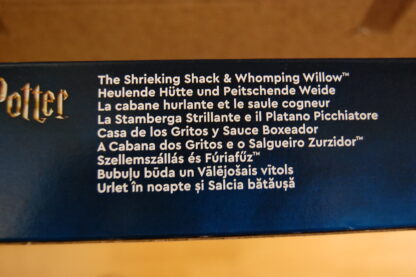 Potter
The Shrieking Shack & Whomping Willow™
Heulende Hütte und Peitschende Weide
La cabane hurlante et le saule cogneur
La Stamberga Strillante e il Platano Picchiatore
Casa de los Gritos y Sauce Boxeador
A Cabana dos Gritos e o Salgueiro Zurzidor™
Szellemszállás és Fúriafűz™
Bubuļu būda un Vālējošais vītols
Urlet în noapte și Salcia bătăușă